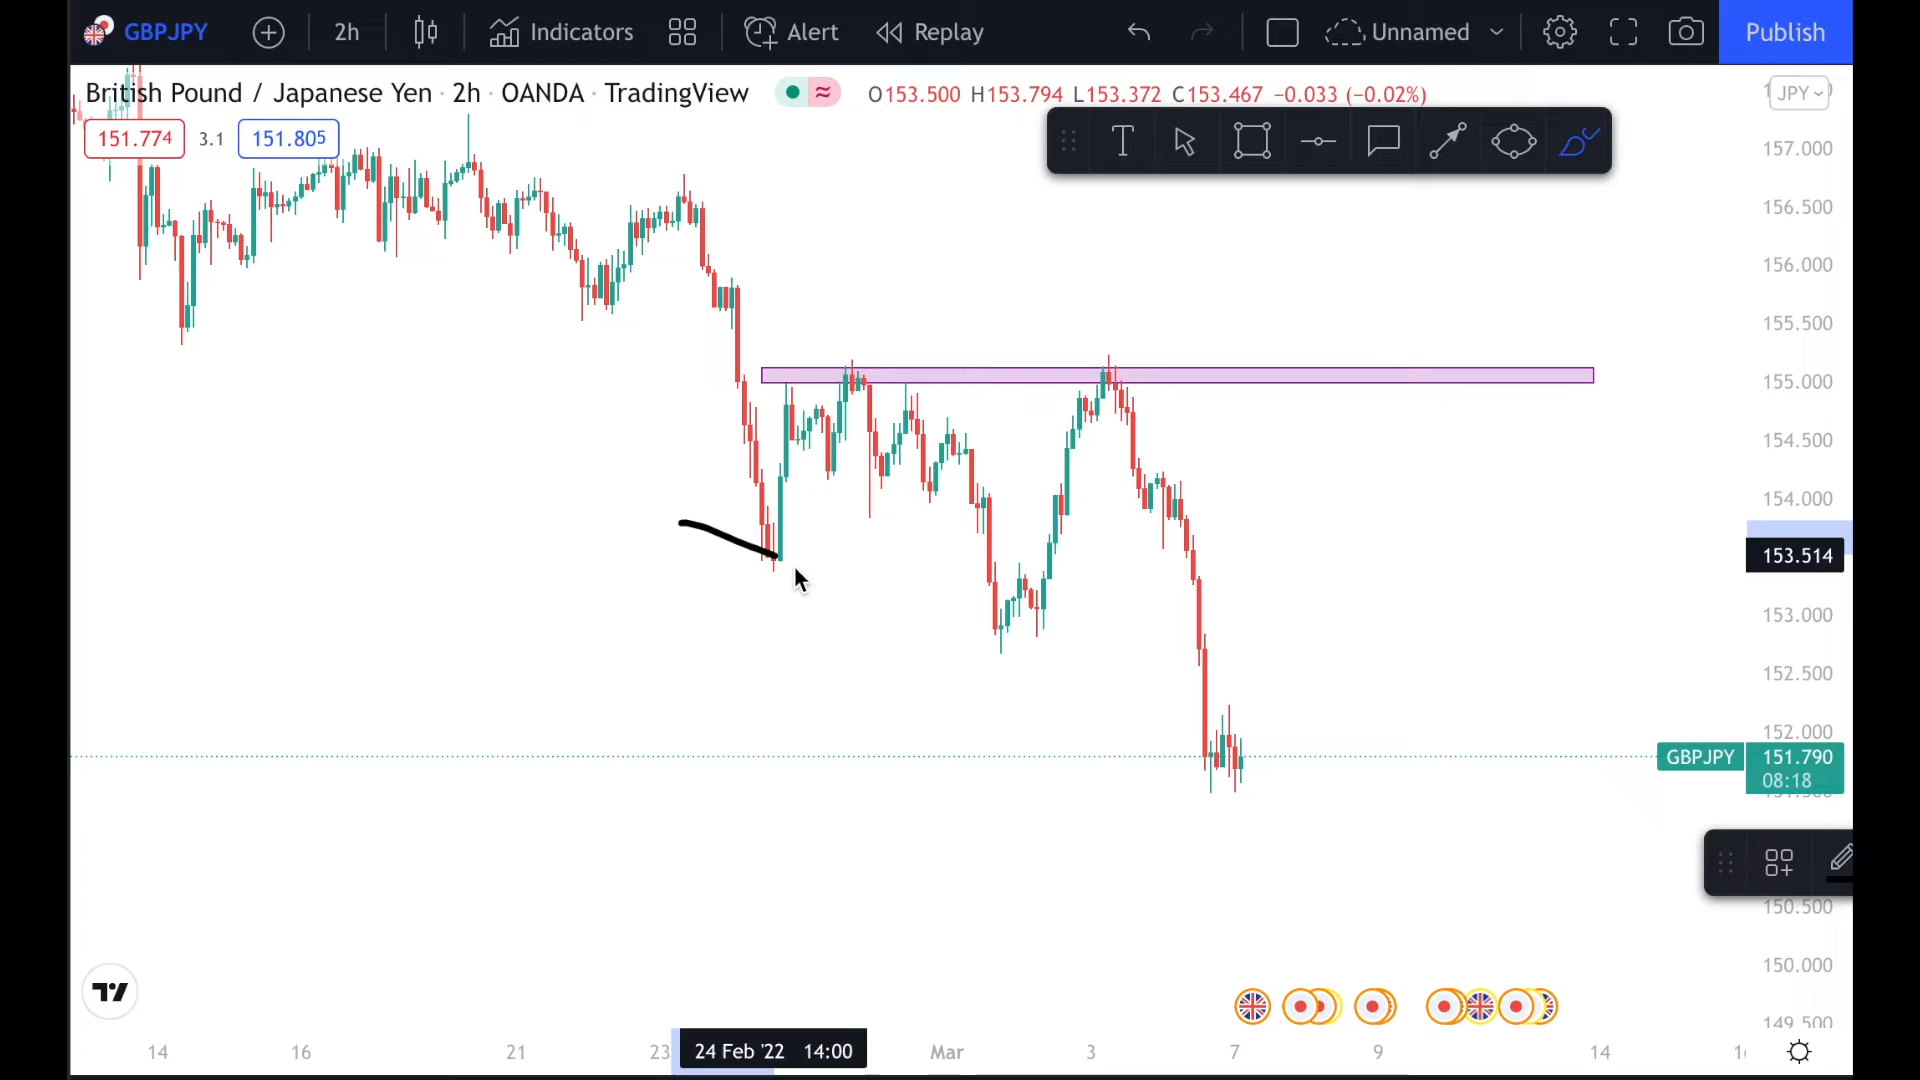 GBPJPY 2h Indicators Alert Replay Unnamed Publish
British Pound / Japanese Yen · 2h · OANDA · TradingView O153.500 H153.794 L153.372 C153.467 −0.033 (−0.02%)
JPY
151.774 3.1 151.805
T
157.000
156.500
156.000
155.500
155.000
154.500
154.000
153.514
153.000
152.500
152.000
GBPJPY 151.790
08:18
150.500
150.000
149.500
14 16 21 23 24 Feb '22 14:00 Mar 3 7 9 14